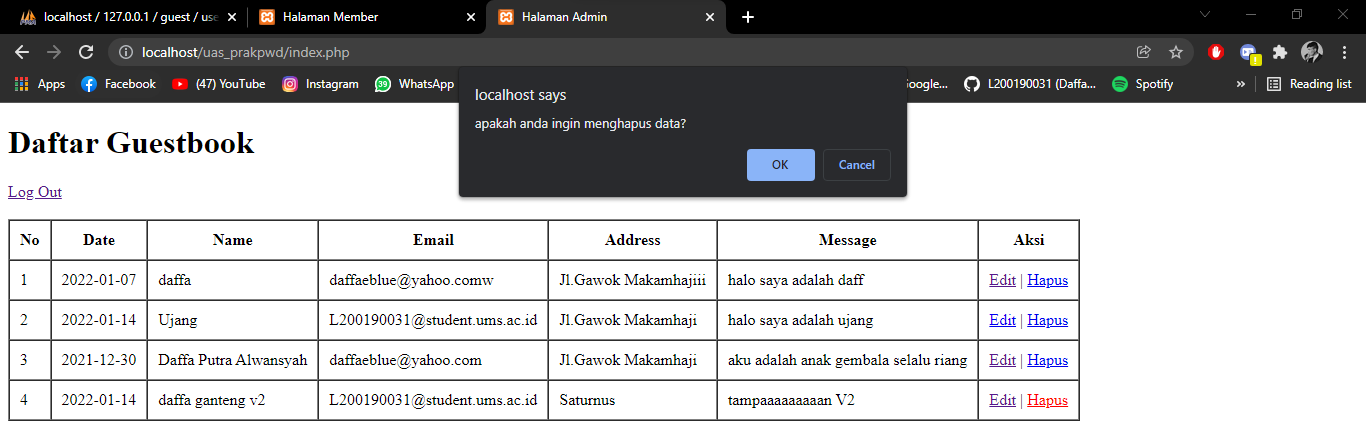 localhost / 127.0.0.1 / guest / use
Halaman Member
Halaman Admin
localhost/uas_prakpwd/index.php
Apps
Facebook
(47) YouTube
Instagram
39
WhatsApp
oogle...
L200190031 (Daffa...
Spotify
»
Reading list
localhost says
apakah anda ingin menghapus data?
OK
Cancel
Daftar Guestbook
Log Out
No Date Name Email Address Message Aksi
1 2022-01-07 daffa daffaeblue@yahoo.comw Jl.Gawok Makamhajiii halo saya adalah daff Edit | Hapus
2 2022-01-14 Ujang L200190031@student.ums.ac.id Jl.Gawok Makamhaji halo saya adalah ujang Edit | Hapus
3 2021-12-30 Daffa Putra Alwansyah daffaeblue@yahoo.com Jl.Gawok Makamhaji aku adalah anak gembala selalu riang Edit | Hapus
4 2022-01-14 daffa ganteng v2 L200190031@student.ums.ac.id Saturnus tampaaaaaaaaan V2 Edit | Hapus